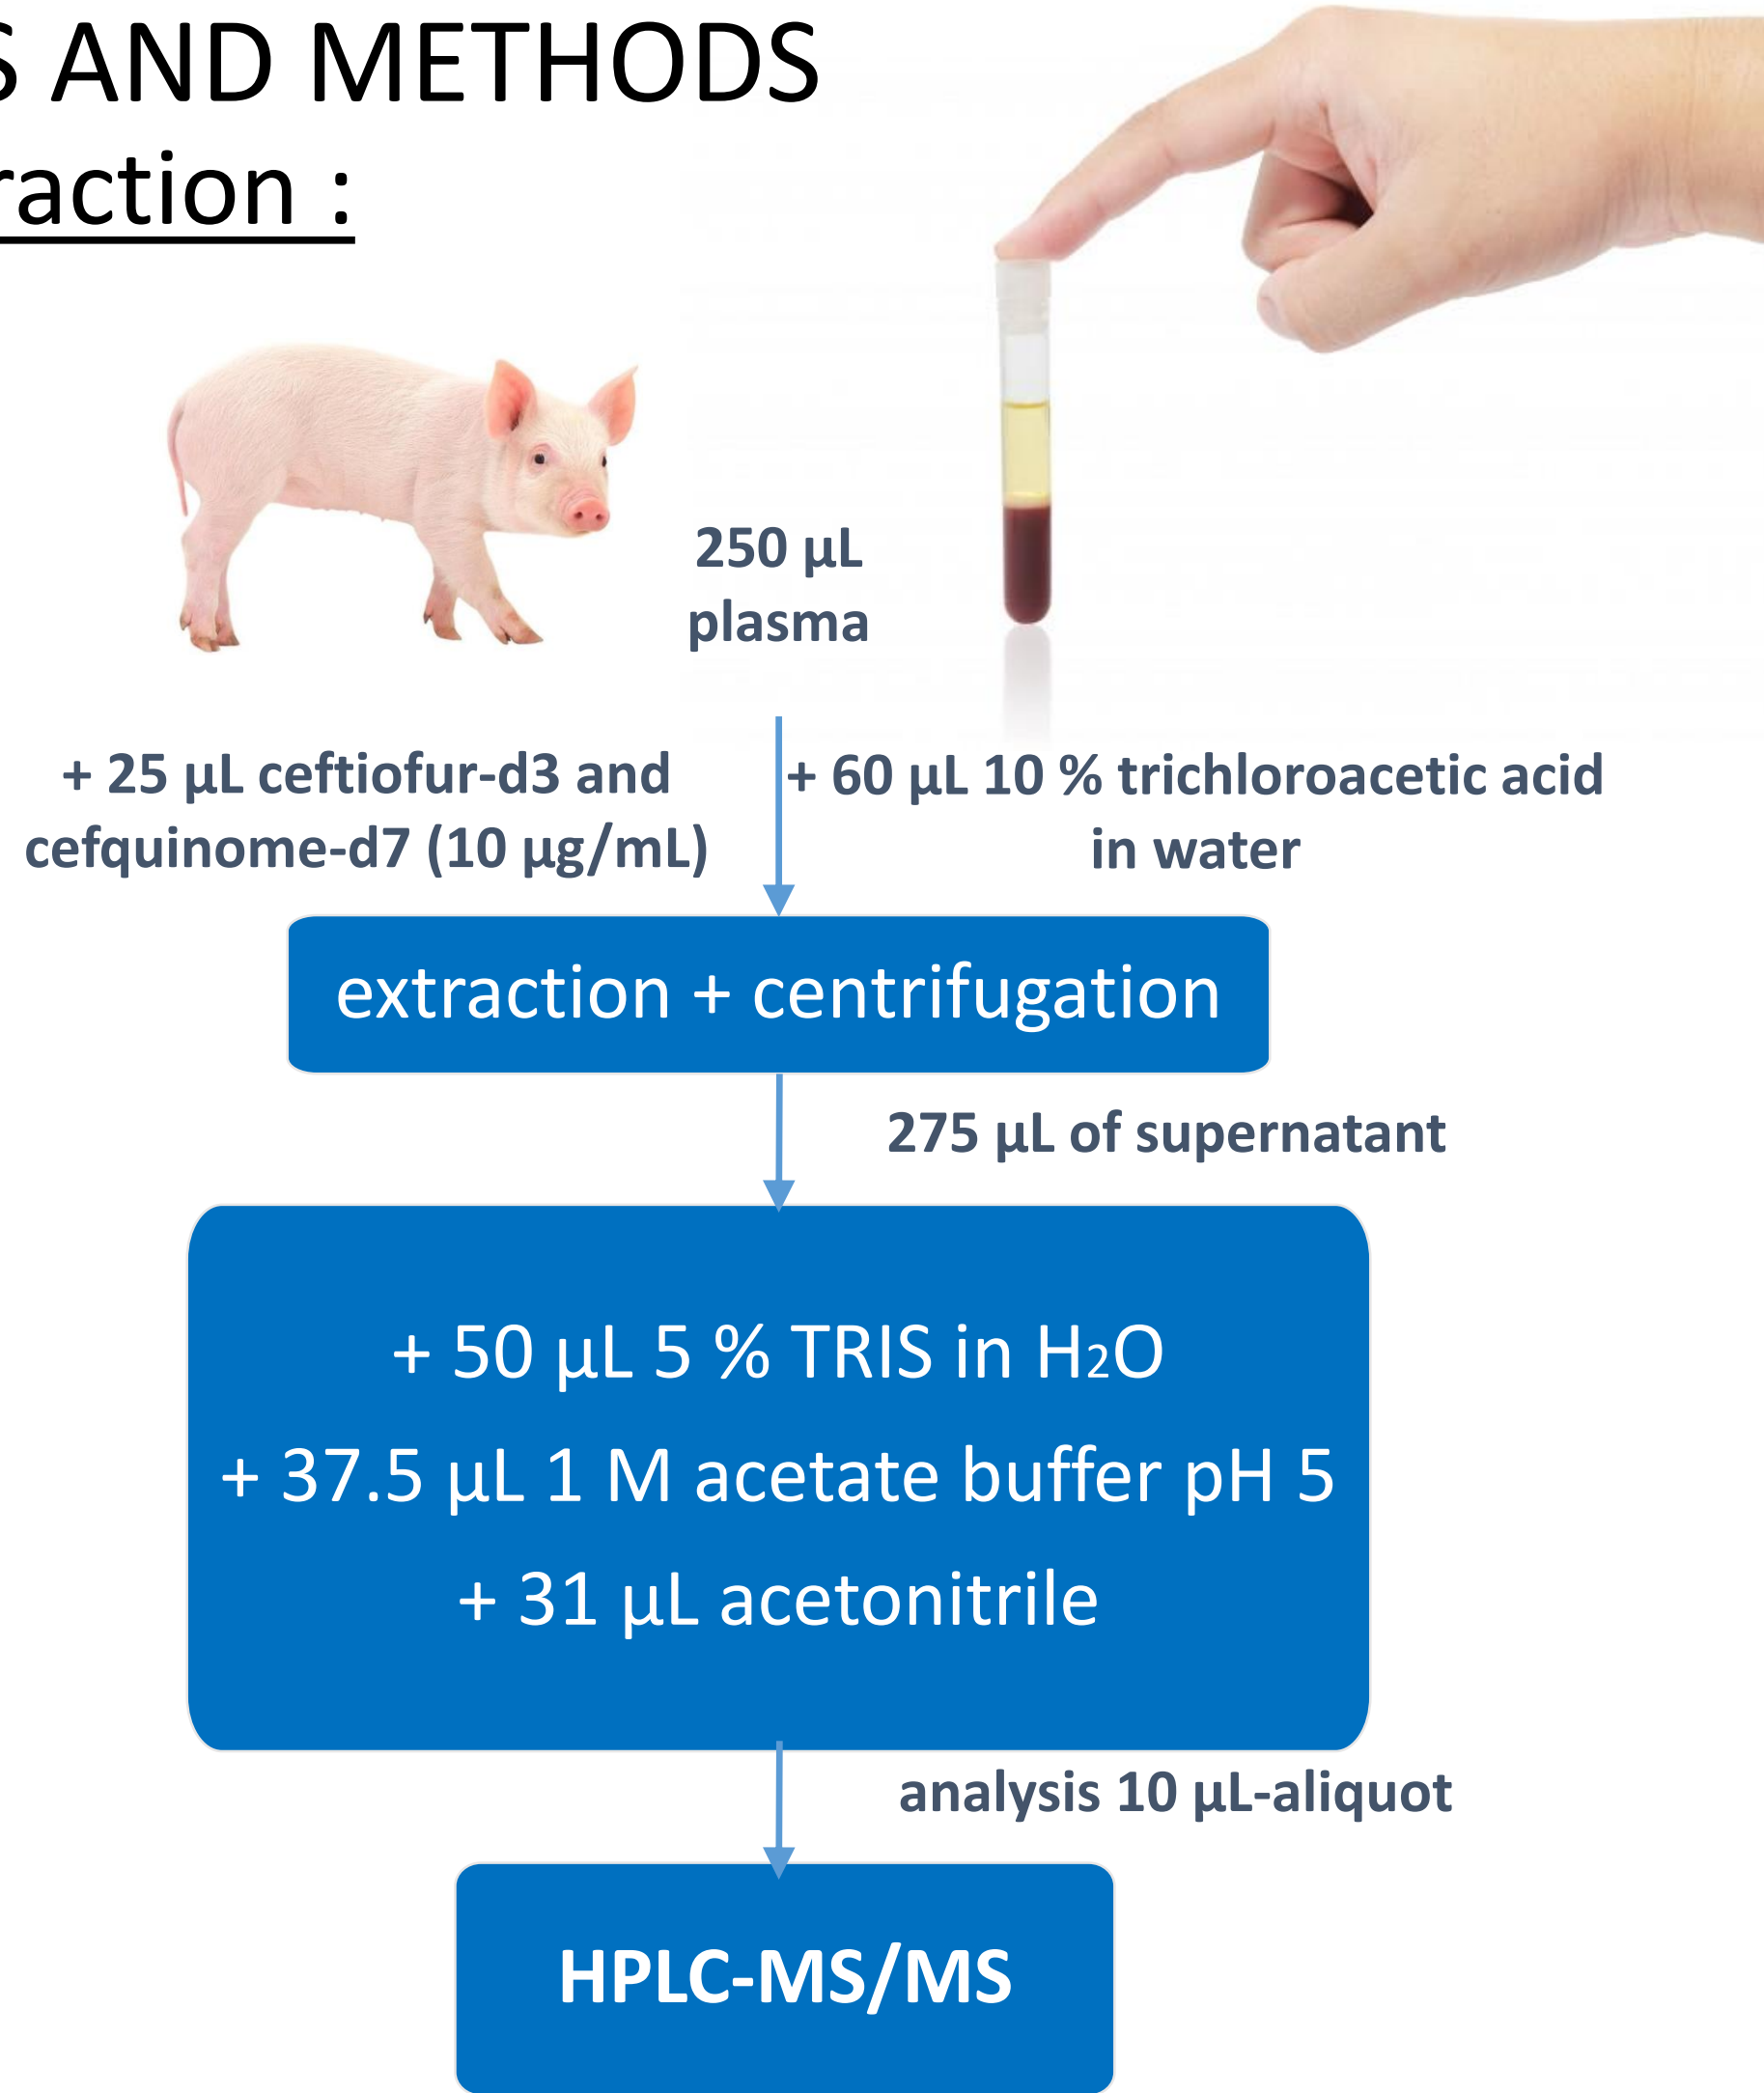 S AND METHODS
raction :
250 µL
plasma
+ 25 µL ceftiofur-d3 and
cefquinome-d7 (10 µg/mL)
+ 60 µL 10 % trichloroacetic acid
in water
extraction + centrifugation
275 µL of supernatant
+ 50 µL 5 % TRIS in H2O
+ 37.5 µL 1 M acetate buffer pH 5
+ 31 µL acetonitrile
analysis 10 µL-aliquot
HPLC-MS/MS